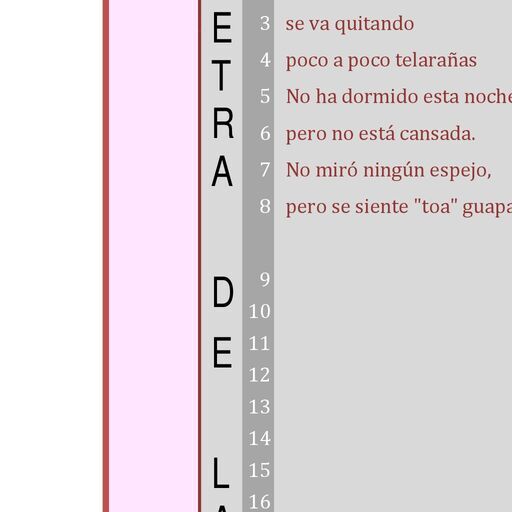 E
T
R
A
D
E
L
3 se va quitando
4 poco a poco telarañas
5 No ha dormido esta noche
6 pero no está cansada.
7 No miró ningún espejo,
8 pero se siente "toa" guapa
9
10
11
12
13
14
15
16